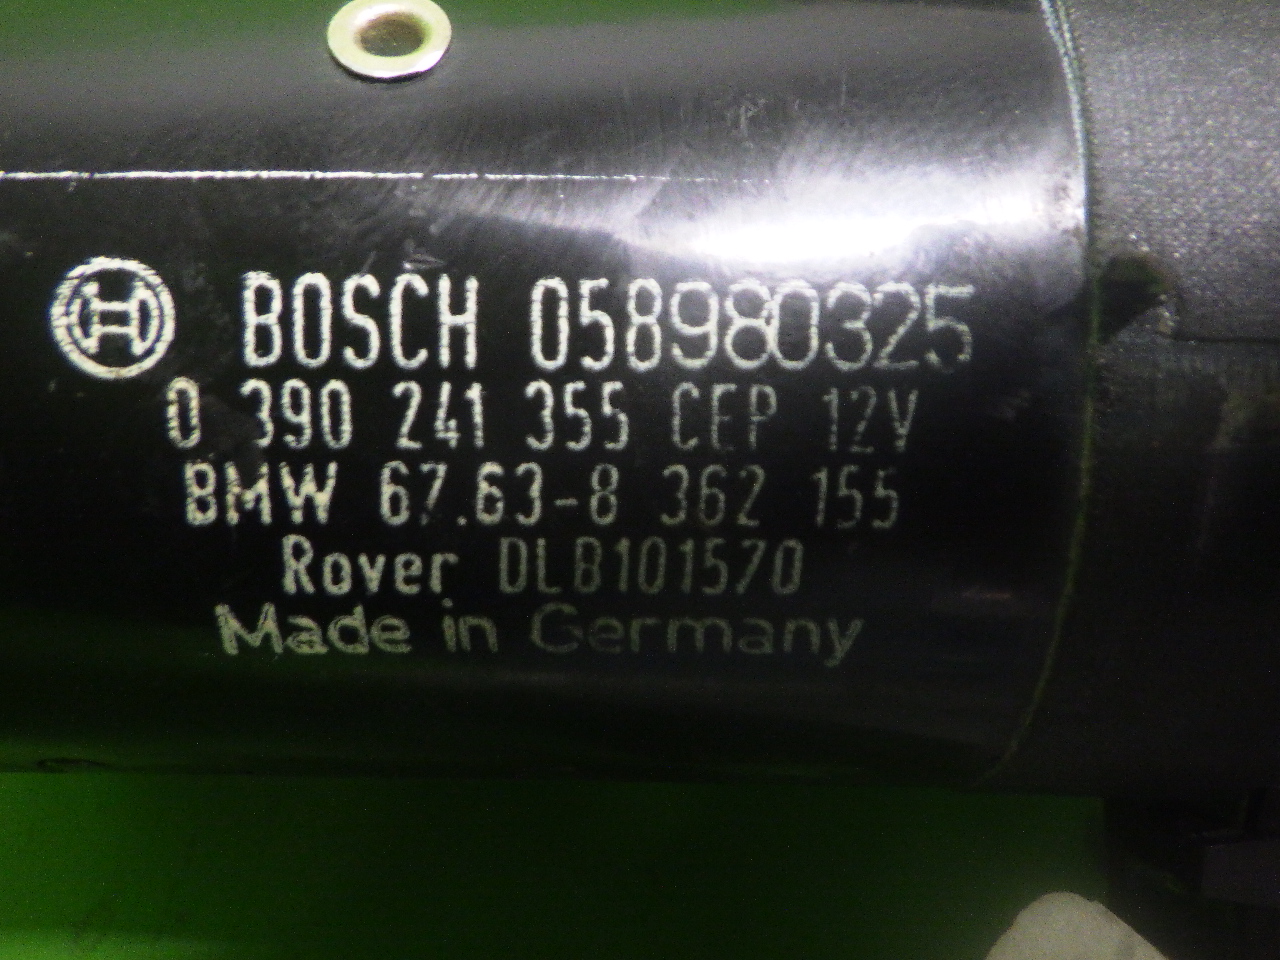 BOSCH 058980325
0 390 241 355 CEP 12V
BMW 67.63-8 362 155
Rover DLB101570
Made in Germany